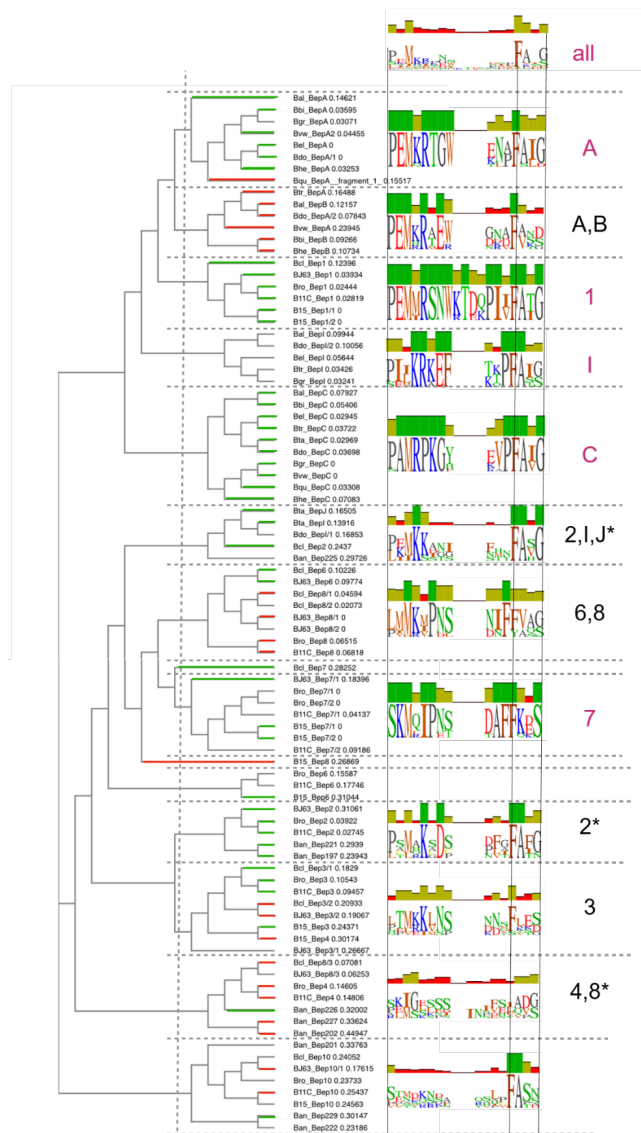 all
Bal_BepA 0.14621
Bbi_BepA 0.03595
Bgr_BepA 0.03071
Bvw_BepA2 0.04455
Bel_BepA 0
Bdo_BepA/1 0
Bhe_BepA 0.03253
Bqu_BepA__fragment_1_ 0.15517
PEMKRTGW
FAIG
A
Btr_BepA 0.16488
Bal_BepB 0.12157
Bdo_BepA/2 0.07843
Bvw_BepA 0.23945
Bbi_BepB 0.09266
Bhe_BepB 0.10734
A,B
Bcl_Bep1 0.12396
BJ63_Bep1 0.03934
Bro_Bep1 0.02444
B11C_Bep1 0.02819
B15_Bep1/1 0
B15_Bep1/2 0
1
Bal_BepI 0.09944
Bdo_BepI/2 0.10056
Bel_BepI 0.05644
Btr_BepI 0.03426
Bgr_BepI 0.03241
I
Bal_BepC 0.07927
Bbi_BepC 0.05406
Bel_BepC 0.02945
Btr_BepC 0.03722
Bta_BepC 0.02969
Bdo_BepC 0.03698
Bgr_BepC 0
Bvw_BepC 0
Bqu_BepC 0.03308
Bhe_BepC 0.07083
PAMRPKGY
C
Bta_BepJ 0.16505
Bta_BepI 0.13916
Bdo_BepI/1 0.16853
Bcl_Bep2 0.2437
Ban_Bep225 0.29726
2,I,J*
Bcl_Bep6 0.10226
BJ63_Bep6 0.09774
Bcl_Bep8/1 0.04594
Bcl_Bep8/2 0.02073
BJ63_Bep8/1 0
BJ63_Bep8/2 0
Bro_Bep8 0.06515
B11C_Bep8 0.06818
6,8
Bcl_Bep7 0.28252
BJ63_Bep7/1 0.18396
Bro_Bep7/1 0
Bro_Bep7/2 0
B11C_Bep7/1 0.04137
B15_Bep7/1 0
B15_Bep7/2 0
B11C_Bep7/2 0.09186
7
B15_Bep8 0.26869
Bro_Bep6 0.15587
B11C_Bep6 0.17746
B15_Bep6 0.31044
BJ63_Bep2 0.31061
Bro_Bep2 0.03922
B11C_Bep2 0.02745
Ban_Bep221 0.2939
Ban_Bep197 0.23943
2*
Bcl_Bep3/1 0.1829
Bro_Bep3 0.10543
B11C_Bep3 0.09457
Bcl_Bep3/2 0.20933
BJ63_Bep3/2 0.19067
B15_Bep3 0.24371
B15_Bep4 0.30174
BJ63_Bep3/1 0.26667
3
Bcl_Bep8/3 0.07081
BJ63_Bep8/3 0.06253
Bro_Bep4 0.14605
B11C_Bep4 0.14806
Ban_Bep226 0.32002
Ban_Bep227 0.33624
Ban_Bep202 0.44947
4,8*
Ban_Bep201 0.33763
Bcl_Bep10 0.24052
BJ63_Bep10/1 0.17615
Bro_Bep10 0.23733
B11C_Bep10 0.25437
B15_Bep10 0.24563
Ban_Bep229 0.30147
Ban_Bep222 0.23186